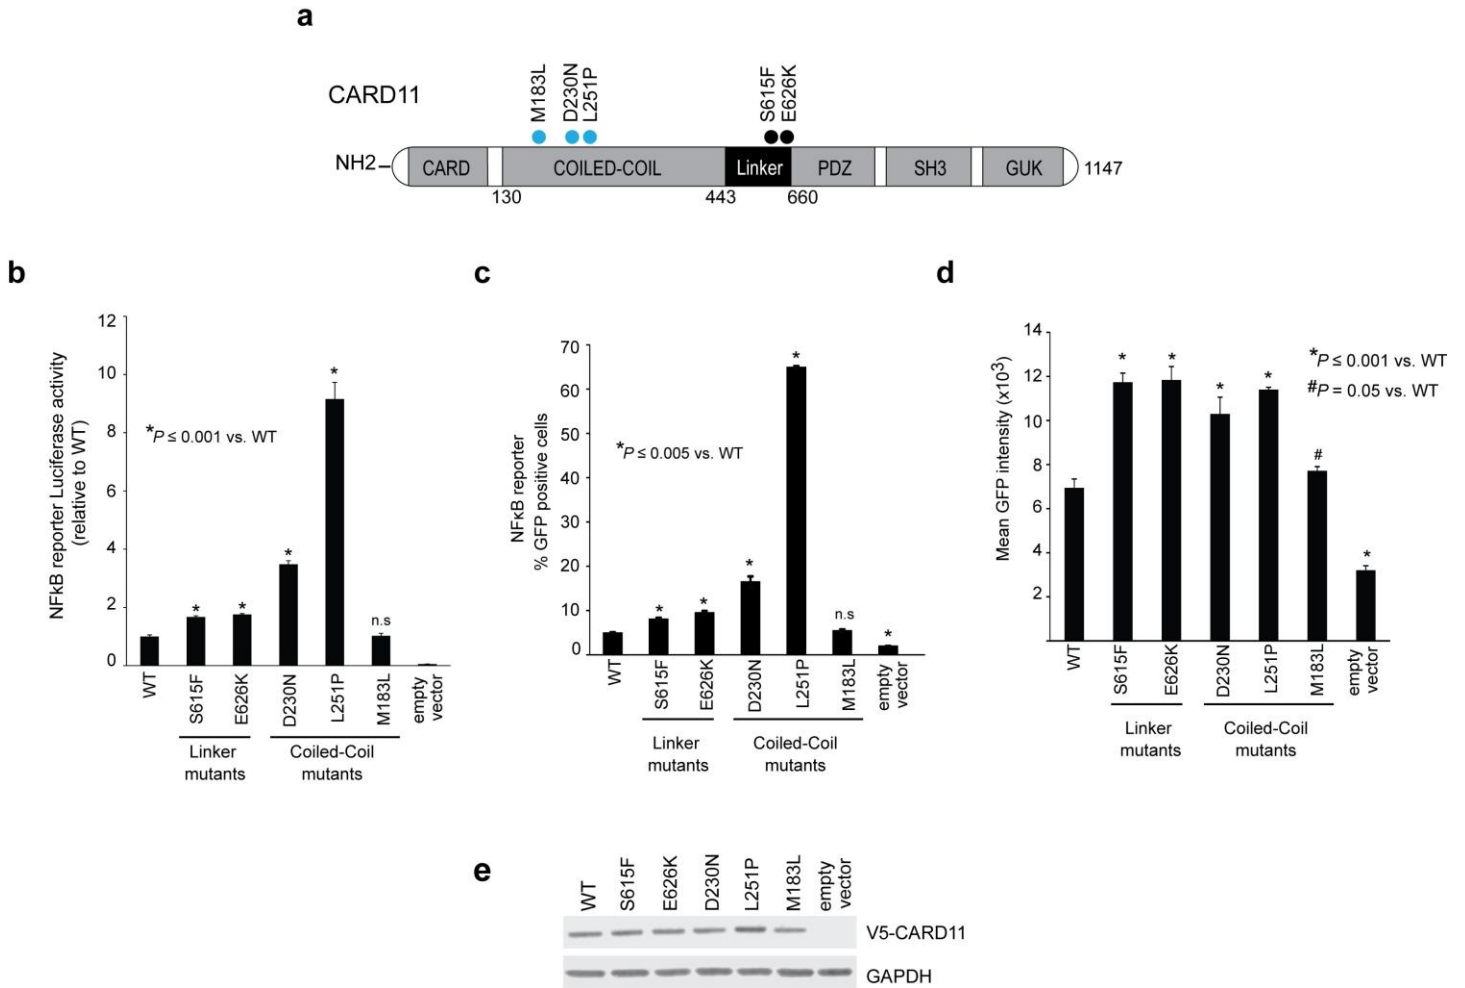 a
CARD11
M183L
D230N
L251P
S615F
E626K
NH2
CARD
COILED-COIL
Linker
PDZ
SH3
GUK
1147
130
443
660
b
NFkB reporter Luciferase activity
(relative to WT)
12
10
8
6
4
2
0
*P ≤ 0.001 vs. WT
*
*
*
*
n.s
WT
S615F
E626K
D230N
L251P
M183L
empty
vector
Linker
mutants
Coiled-Coil
mutants
c
NFκB reporter
% GFP positive cells
70
60
50
40
30
20
10
0
*P ≤ 0.005 vs. WT
*
*
*
*
n.s
*
WT
S615F
E626K
D230N
L251P
M183L
empty
vector
Linker
mutants
Coiled-Coil
mutants
d
Mean GFP intensity (x10³)
14
12
10
8
6
4
2
*P ≤ 0.001 vs. WT
#P = 0.05 vs. WT
*
*
*
*
#
*
WT
S615F
E626K
D230N
L251P
M183L
empty
vector
Linker
mutants
Coiled-Coil
mutants
e
WT
S615F
E626K
D230N
L251P
M183L
empty
vector
V5-CARD11
GAPDH